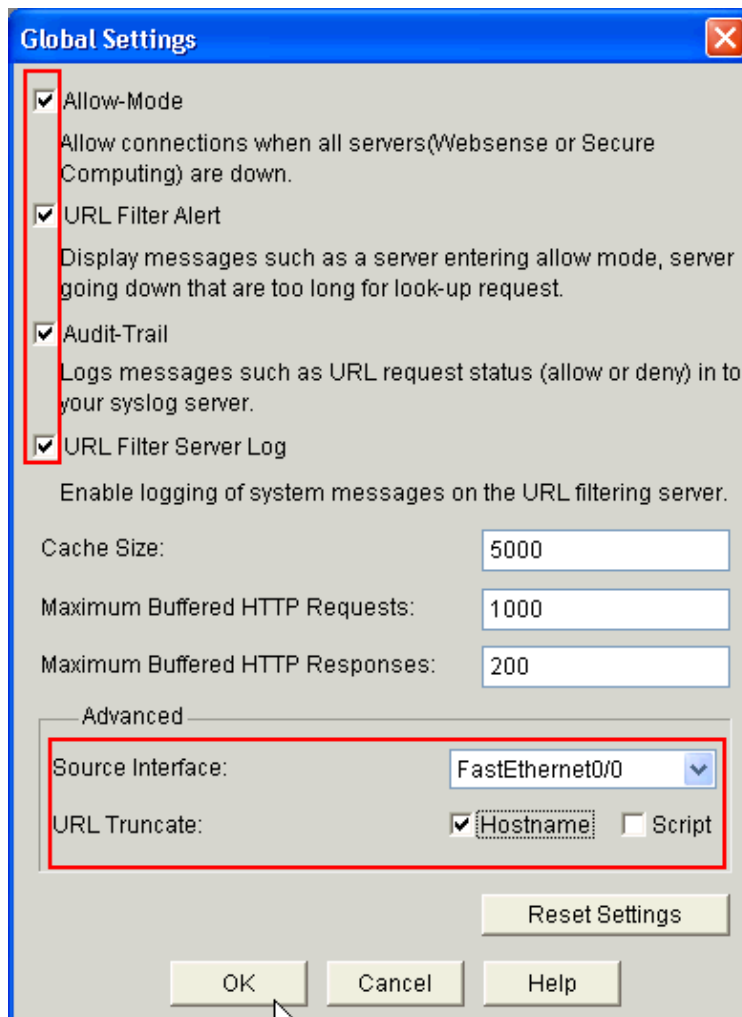 Global Settings
Allow-Mode
Allow connections when all servers(Websense or Secure
Computing) are down.
URL Filter Alert
Display messages such as a server entering allow mode, server
going down that are too long for look-up request.
Audit-Trail
Logs messages such as URL request status (allow or deny) in to
your syslog server.
URL Filter Server Log
Enable logging of system messages on the URL filtering server.
Cache Size: 5000
Maximum Buffered HTTP Requests: 1000
Maximum Buffered HTTP Responses: 200
Advanced
Source Interface: FastEthernet0/0
URL Truncate: Hostname Script
Reset Settings
OK Cancel Help